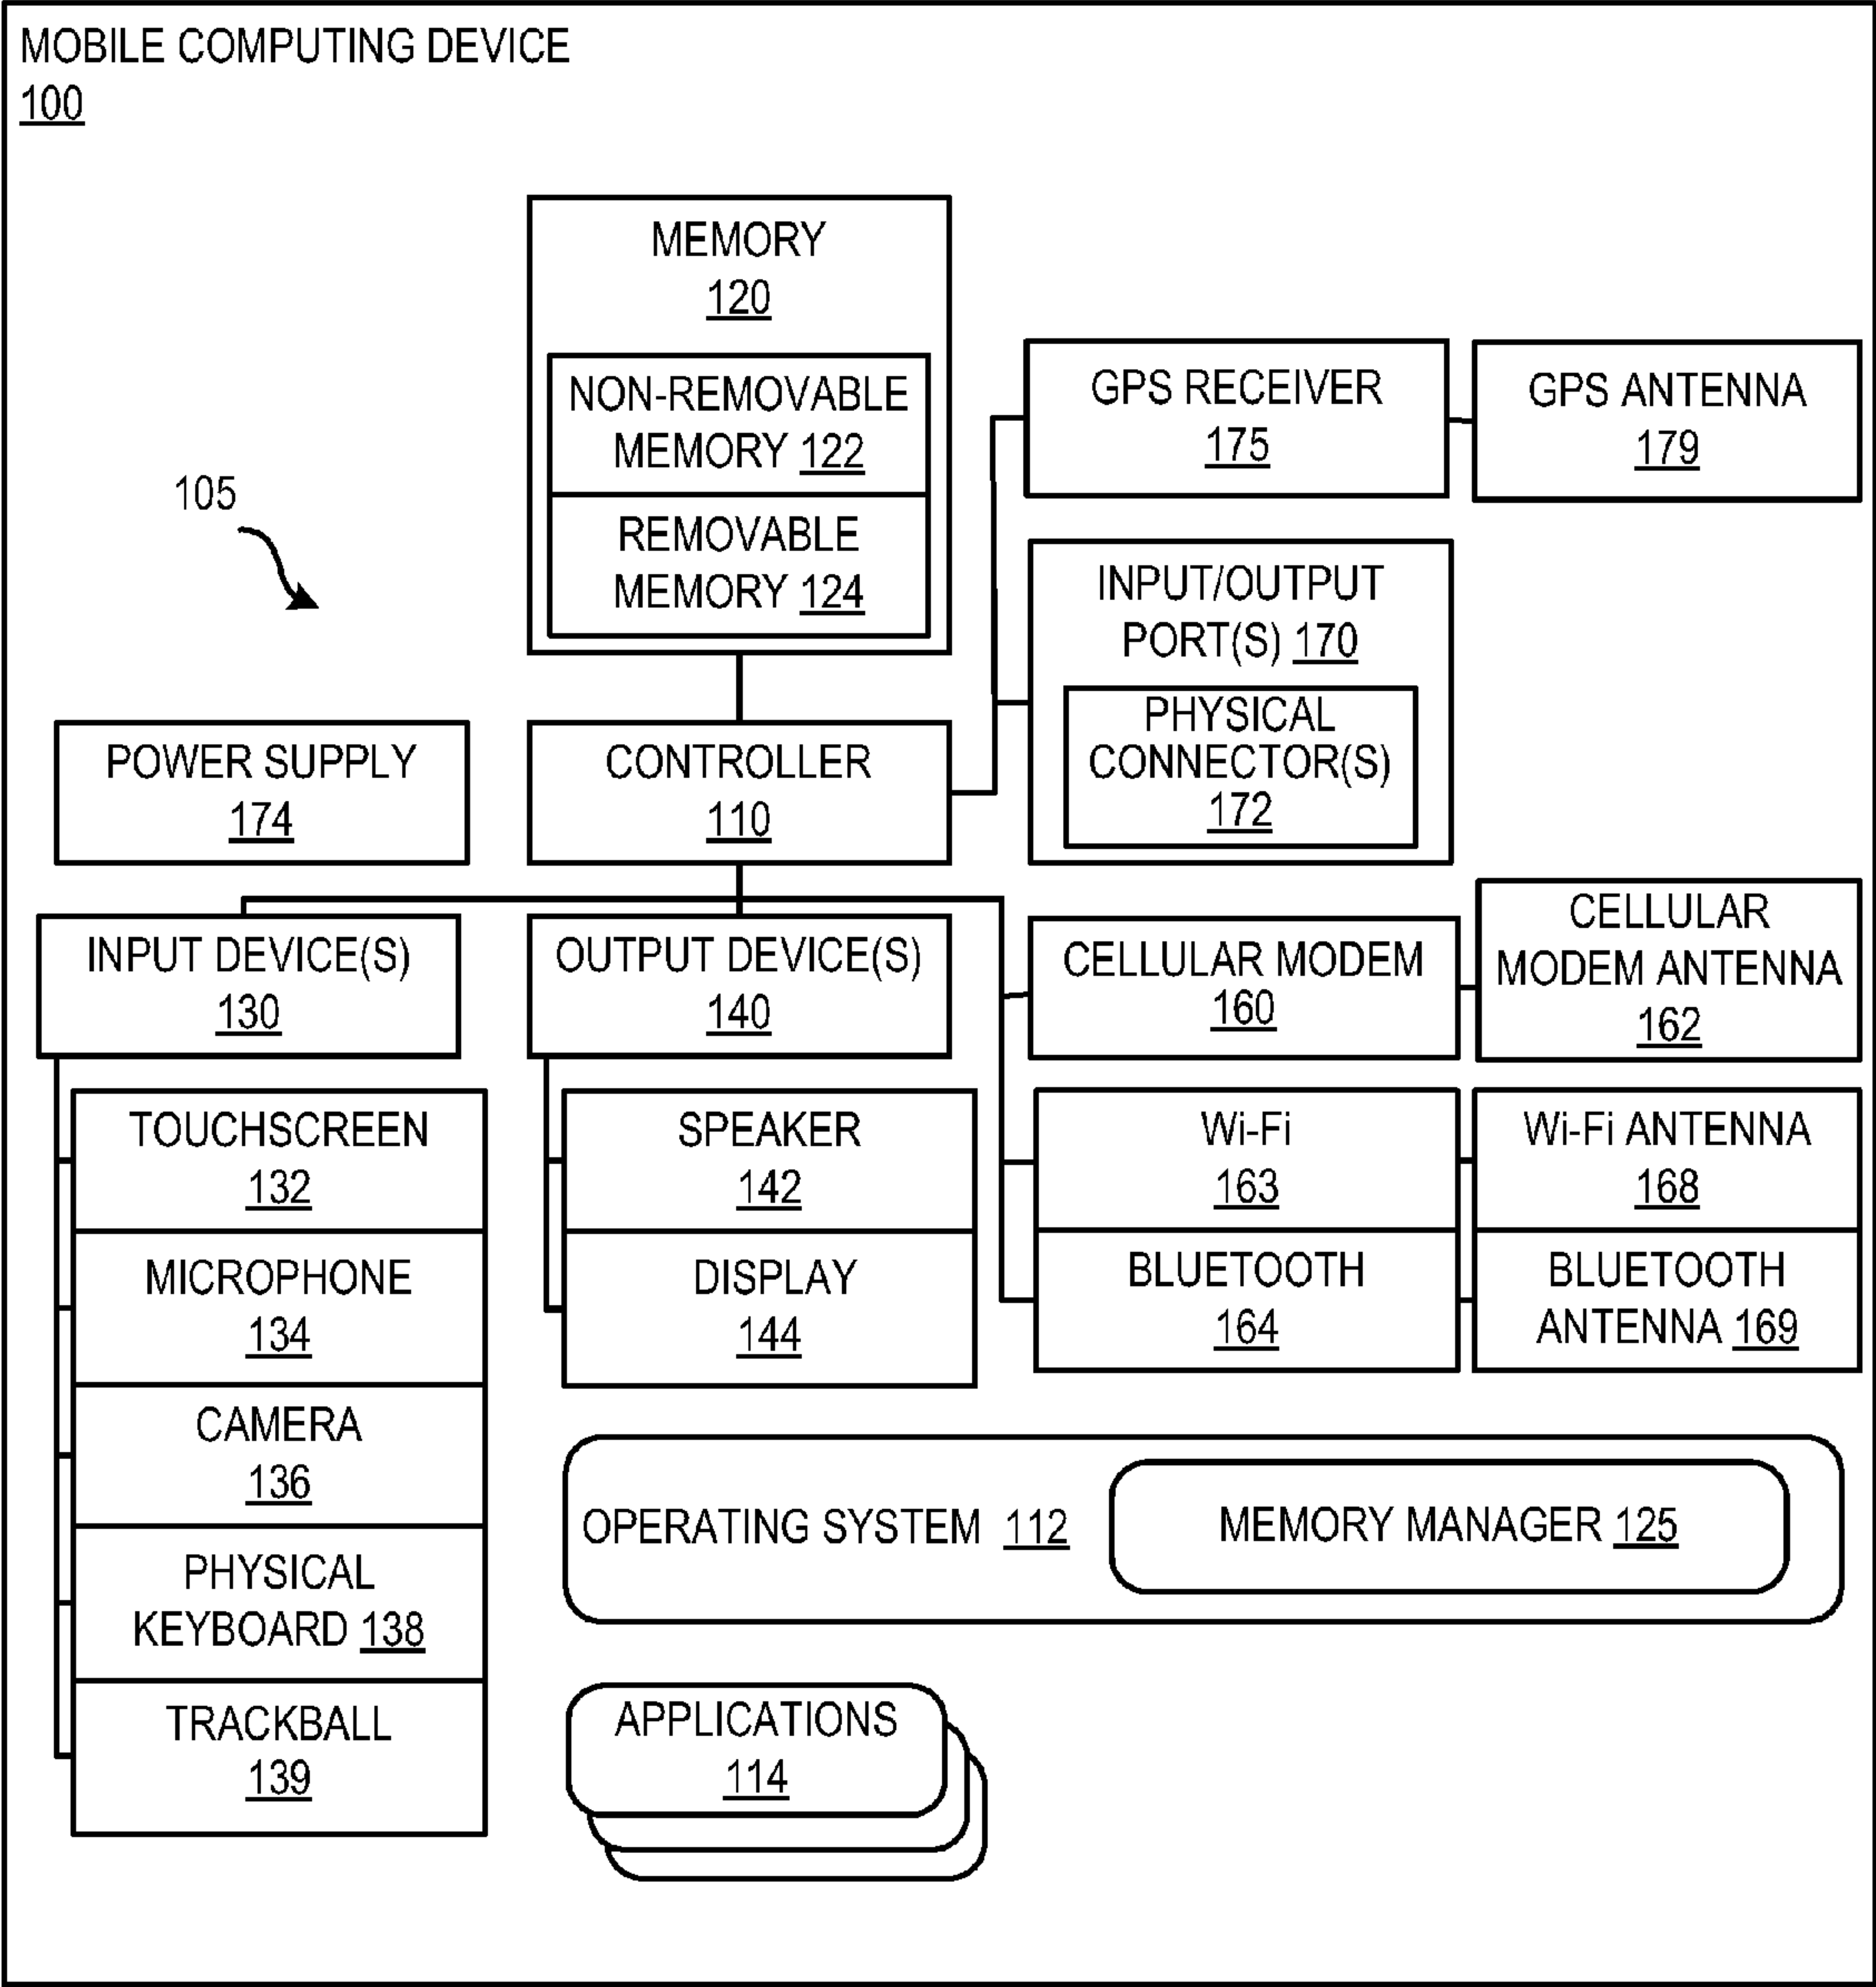 MOBILE COMPUTING DEVICE
100
MEMORY
120
NON-REMOVABLE
MEMORY 122
REMOVABLE
MEMORY 124
105
GPS RECEIVER
175
GPS ANTENNA
179
INPUT/OUTPUT
PORT(S) 170
PHYSICAL
CONNECTOR(S)
172
POWER SUPPLY
174
CONTROLLER
110
INPUT DEVICE(S)
130
OUTPUT DEVICE(S)
140
CELLULAR MODEM
160
CELLULAR
MODEM ANTENNA
162
TOUCHSCREEN
132
MICROPHONE
134
CAMERA
136
PHYSICAL
KEYBOARD 138
TRACKBALL
139
SPEAKER
142
DISPLAY
144
Wi-Fi
163
BLUETOOTH
164
Wi-Fi ANTENNA
168
BLUETOOTH
ANTENNA 169
OPERATING SYSTEM 112
MEMORY MANAGER 125
APPLICATIONS
114